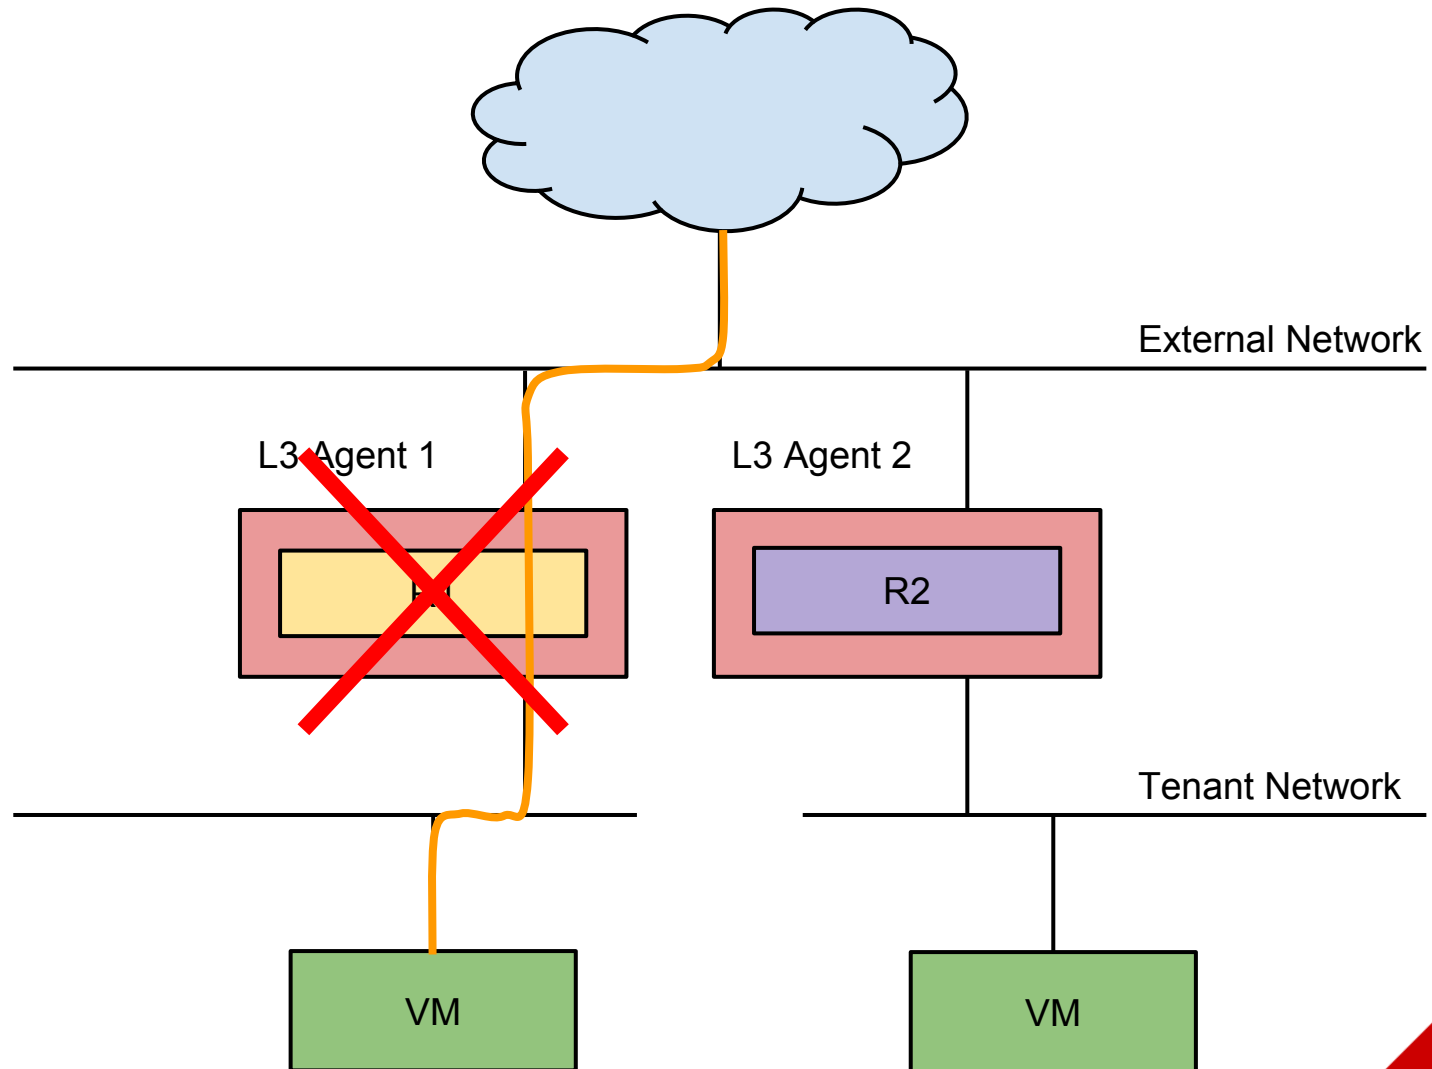 External Network
L3 Agent 1
L3 Agent 2
R2
Tenant Network
VM
VM